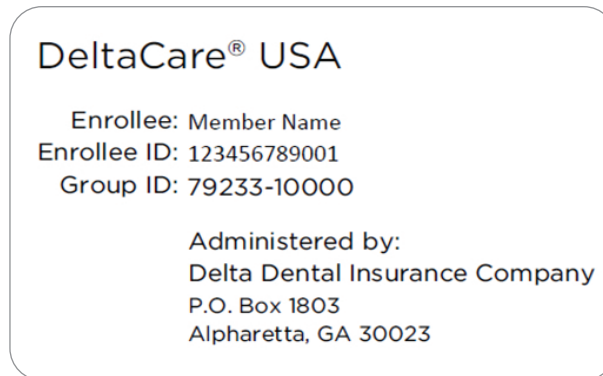 DeltaCare® USA
Enrollee: Member Name
Enrollee ID: 123456789001
Group ID: 79233-10000
Administered by:
Delta Dental Insurance Company
P.O. Box 1803
Alpharetta, GA 30023